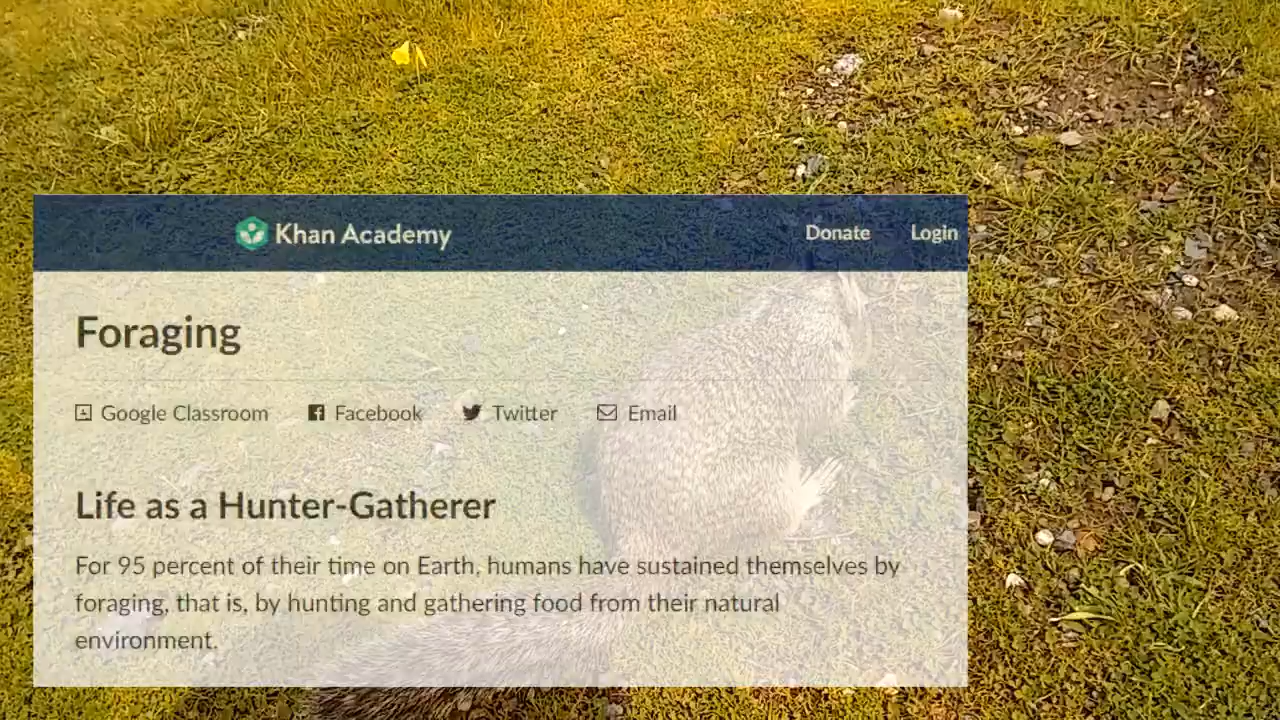 Khan Academy
Donate
Login
Foraging
Google Classroom
Facebook
Twitter
Email
Life as a Hunter-Gatherer
For 95 percent of their time on Earth, humans have sustained themselves by
foraging, that is, by hunting and gathering food from their natural
environment.